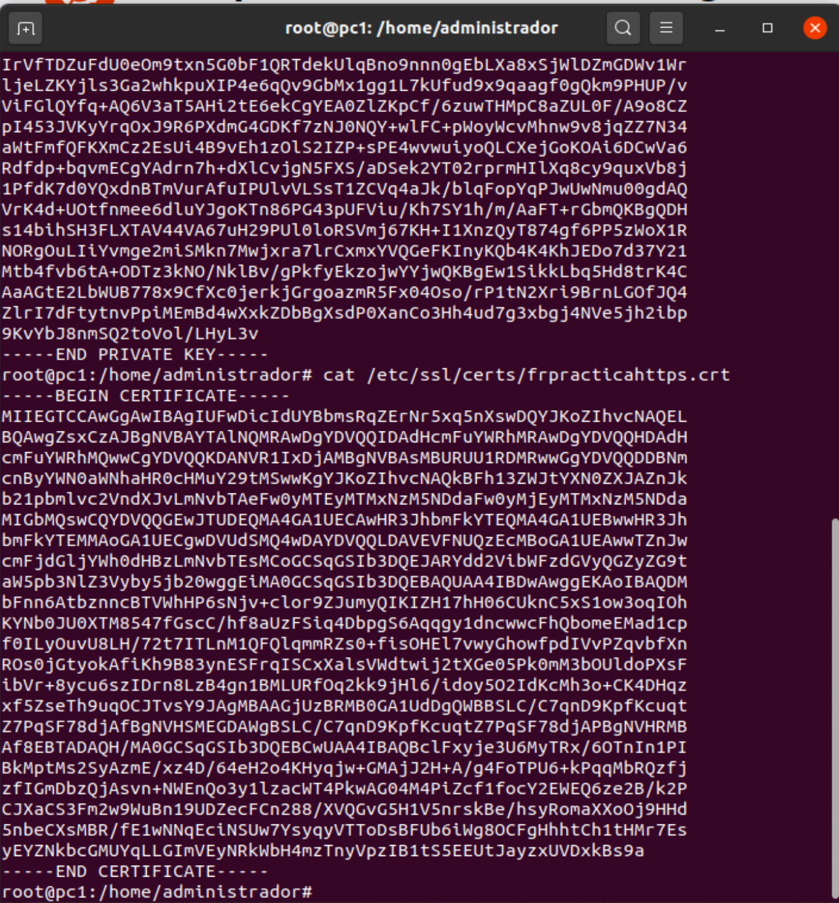 root@pc1: /home/administrador
IrVfTDZuFdU0eOm9txn5G0bF1QRTdekUlqBno9nnn0gEbLXa8xSjWlDZmGDWv1Wr
ljeLZKYjls3Ga2whkpuXIP4e6qQv9GbMx1gg1L7kUfud9x9qaagf0gQkm9PHUP/v
ViFGlQYfq+AQ6V3aT5AHi2tE6ekCgYEA0ZlZKpCf/6zuwTHMpC8aZUL0F/A9o8CZ
pI453JVKyYrqOxJ9R6PXdmG4GDKf7zNJ0NQY+wlFC+pWoyWcvMhnw9v8jqZZ7N34
aWtFmfQFKXmCz2EsUi4B9vEh1zOlS2IZP+sPE4wvwuiyoQLCXejGoKOAi6DCwVa6
Rdfdp+bqvmECgYAdrn7h+dXlCvjgN5FXS/aDSek2YT02rprmHIlXq8cy9quxVb8j
1PfdK7d0YQxdnBTmVurAfuIPUlvVLSsT1ZCVq4aJk/blqFopYqPJwUwNmu00gdAQ
VrK4d+UOtfnmee6dluYJgoKTn86PG43pUFViu/Kh7SY1h/m/AaFT+rGbmQKBgQDH
s14bihSH3FLXTAV44VA67uH29PUl0loRSVmj67KH+I1XnzQyT874gf6PP5zWoX1R
NORgOuLIiYvmge2miSMkn7Mwjxra7lrCxmxYVQGeFKInyKQb4K4KhJEDo7d37Y21
Mtb4fvb6tA+ODTz3kNO/NklBv/gPkfyEkzojwYYjwQKBgEw1SikkLbq5Hd8trK4C
AaAGtE2LbWUB778x9CfXc0jerkjGrgoazmR5Fx04Oso/rP1tN2Xri9BrnLGOfJQ4
ZlrI7dFtytnvPpiMEmBd4wXxkZDbBgXsdP0XanCo3Hh4ud7g3xbgj4NVe5jh2ibp
9KvYbJ8nmSQ2toVol/LHyL3v
-----END PRIVATE KEY-----
root@pc1:/home/administrador# cat /etc/ssl/certs/frpracticahttps.crt
-----BEGIN CERTIFICATE-----
MIIEGTCCAwGgAwIBAgIUFwDicIdUYBbmsRqZErNr5xq5nXswDQYJKoZIhvcNAQEL
BQAwgZsxCzAJBgNVBAYTAlNQMRAwDgYDVQQIDAdHcmFuYWRhMRAwDgYDVQQHDAdH
cmFuYWRhMQwwCgYDVQQKDANVR1IxDjAMBgNVBAsMBURUU1RDMRwwGgYDVQQDDBNm
cnByYWN0aWNhaHR0cHMuY29tMSwwKgYJKoZIhvcNAQkBFh13ZWJtYXN0ZXJAZnJk
b21pbmlvc2VndXJvLmNvbTAeFw0yMTEyMTMxNzM5NDdaFw0yMjEyMTMxNzM5NDda
MIGbMQswCQYDVQQGEwJTUDEQMA4GA1UECAwHR3JhbmFkYTEQMA4GA1UEBwwHR3Jh
bmFkYTEMMAoGA1UECgwDVUdSMQ4wDAYDVQQLDAVEVFNUQzEcMBoGA1UEAwwTZnJw
cmFjdGljYWh0dHBzLmNvbTEsMCoGCSqGSIb3DQEJARYdd2VibWFzdGVyQGZyZG9t
aW5pb3NlZ3Vyby5jb20wggEiMA0GCSqGSIb3DQEBAQUAA4IBDwAwggEKAoIBAQDM
bFnn6AtbznncBTVWhHP6sNjv+clor9ZJumyQIKIZH17hH06CUknC5xS1ow3oqIOh
KYNb0JU0XTM8547fGscC/hf8aUzFSiq4DbpgS6Aqqgy1dncwwcFhQbomeEMad1cp
f0ILyOuvU8LH/72t7ITLnM1QFQlqmmRZs0+fisOHEl7vwyGhowfpdIVvPZqvbfXn
ROs0jGtyokAfiKh9B83ynESFrqISCxXalsVWdtwij2tXGe05Pk0mM3bOUldoPXsF
ibVr+8ycu6szIDrn8LzB4gn1BMLURfOq2kk9jHl6/idoy5O2IdKcMh3o+CK4DHqz
xf5ZseTh9uqOCJTvsY9JAgMBAAGjUzBRMB0GA1UdDgQWBBSLC/C7qnD9KpfKcuqt
Z7PqSF78djAfBgNVHSMEGDAWgBSLC/C7qnD9KpfKcuqtZ7PqSF78djAPBgNVHRMB
Af8EBTADAQH/MA0GCSqGSIb3DQEBCwUAA4IBAQBclFxyje3U6MyTRx/6OTnIn1PI
BkMptMs2SyAzmE/xz4D/64eH2o4KHyqjw+GMAjJ2H+A/g4FoTPU6+kPqqMbRQzfj
zfIGmDbzQjAsvn+NWEnQo3y1lzacWT4PkwAG04M4PiZcf1focY2EWEQ6ze2B/k2P
CJXaCS3Fm2w9WuBn19UDZecFCn288/XVQGvG5H1V5nrskBe/hsyRomaXXoOj9HHd
5nbeCXsMBR/fE1wNNqEciNSUw7YsyqyVTToDsBFUb6iWg8OCFgHhhtCh1tHMr7Es
yEYZNkbcGMUYqLLGImVEyNRkWbH4mzTnyVpzIB1tS5EEUtJayzxUVDxkBs9a
-----END CERTIFICATE-----
root@pc1:/home/administrador#